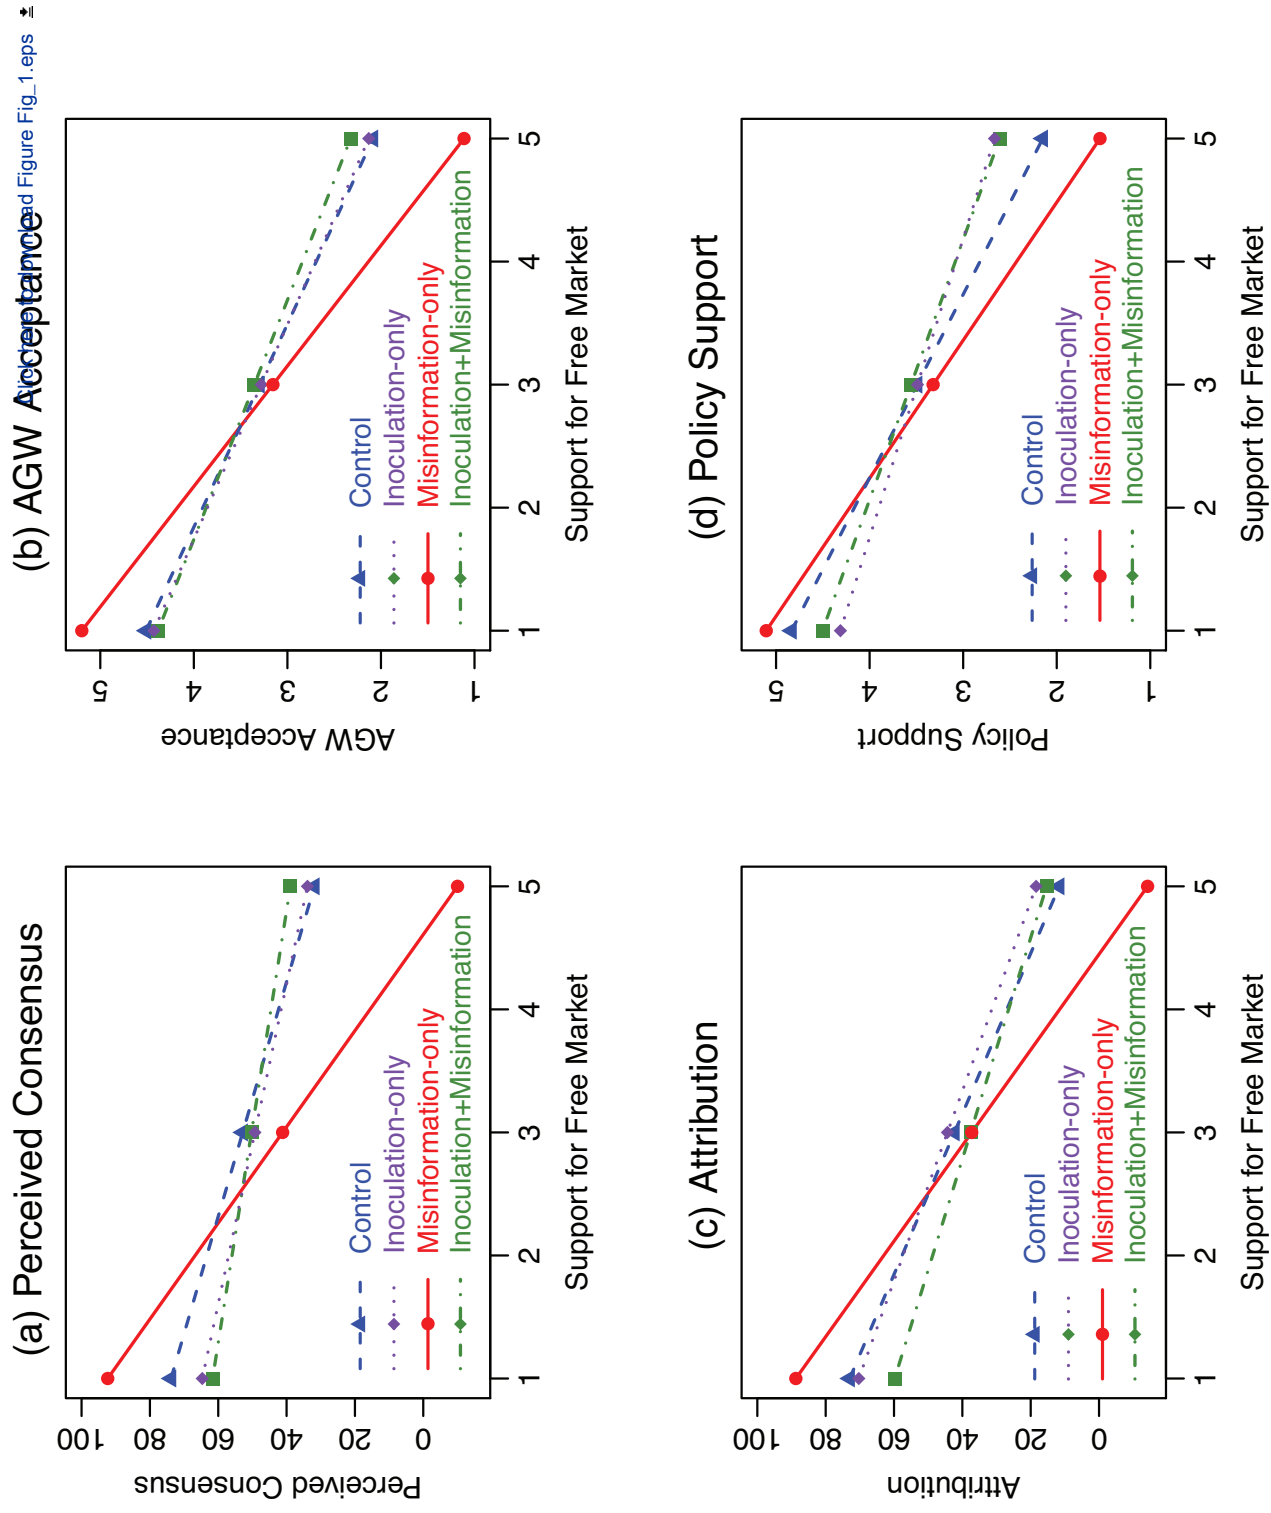 Click here to download Figure Fig_1.eps
(a) Perceived Consensus
Perceived Consensus
100
80
60
40
20
0
Control
Inoculation-only
Misinformation-only
Inoculation+Misinformation
1 2 3 4 5
Support for Free Market
(b) AGW Acceptance
AGW Acceptance
5
4
3
2
1
Control
Inoculation-only
Misinformation-only
Inoculation+Misinformation
1 2 3 4 5
Support for Free Market
(c) Attribution
Attribution
100
80
60
40
20
0
Control
Inoculation-only
Misinformation-only
Inoculation+Misinformation
1 2 3 4 5
Support for Free Market
(d) Policy Support
Policy Support
5
4
3
2
1
Control
Inoculation-only
Misinformation-only
Inoculation+Misinformation
1 2 3 4 5
Support for Free Market